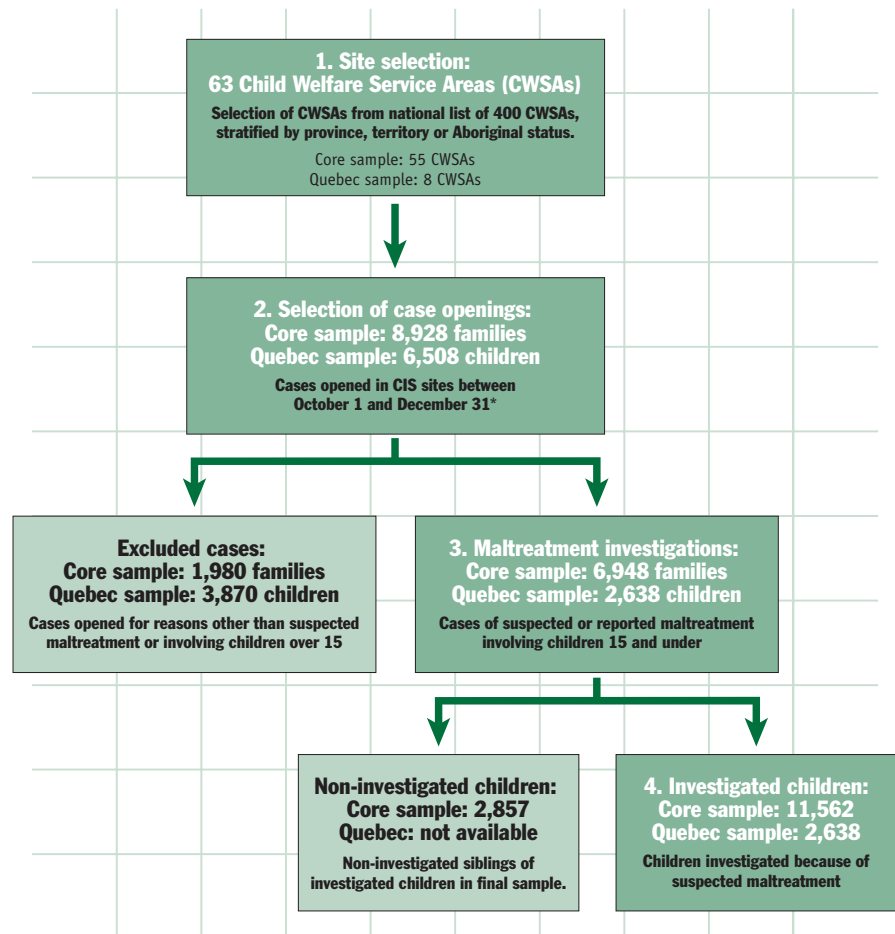 1. Site selection:
63 Child Welfare Service Areas (CWSAs)
Selection of CWSAs from national list of 400 CWSAs,
stratified by province, territory or Aboriginal status.
Core sample: 55 CWSAs
Quebec sample: 8 CWSAs
2. Selection of case openings:
Core sample: 8,928 families
Quebec sample: 6,508 children
Cases opened in CIS sites between
October 1 and December 31*
Excluded cases:
Core sample: 1,980 families
Quebec sample: 3,870 children
Cases opened for reasons other than suspected
maltreatment or involving children over 15
3. Maltreatment investigations:
Core sample: 6,948 families
Quebec sample: 2,638 children
Cases of suspected or reported maltreatment
involving children 15 and under
Non-investigated children:
Core sample: 2,857
Quebec: not available
Non-investigated siblings of
investigated children in final sample.
4. Investigated children:
Core sample: 11,562
Quebec sample: 2,638
Children investigated because of
suspected maltreatment